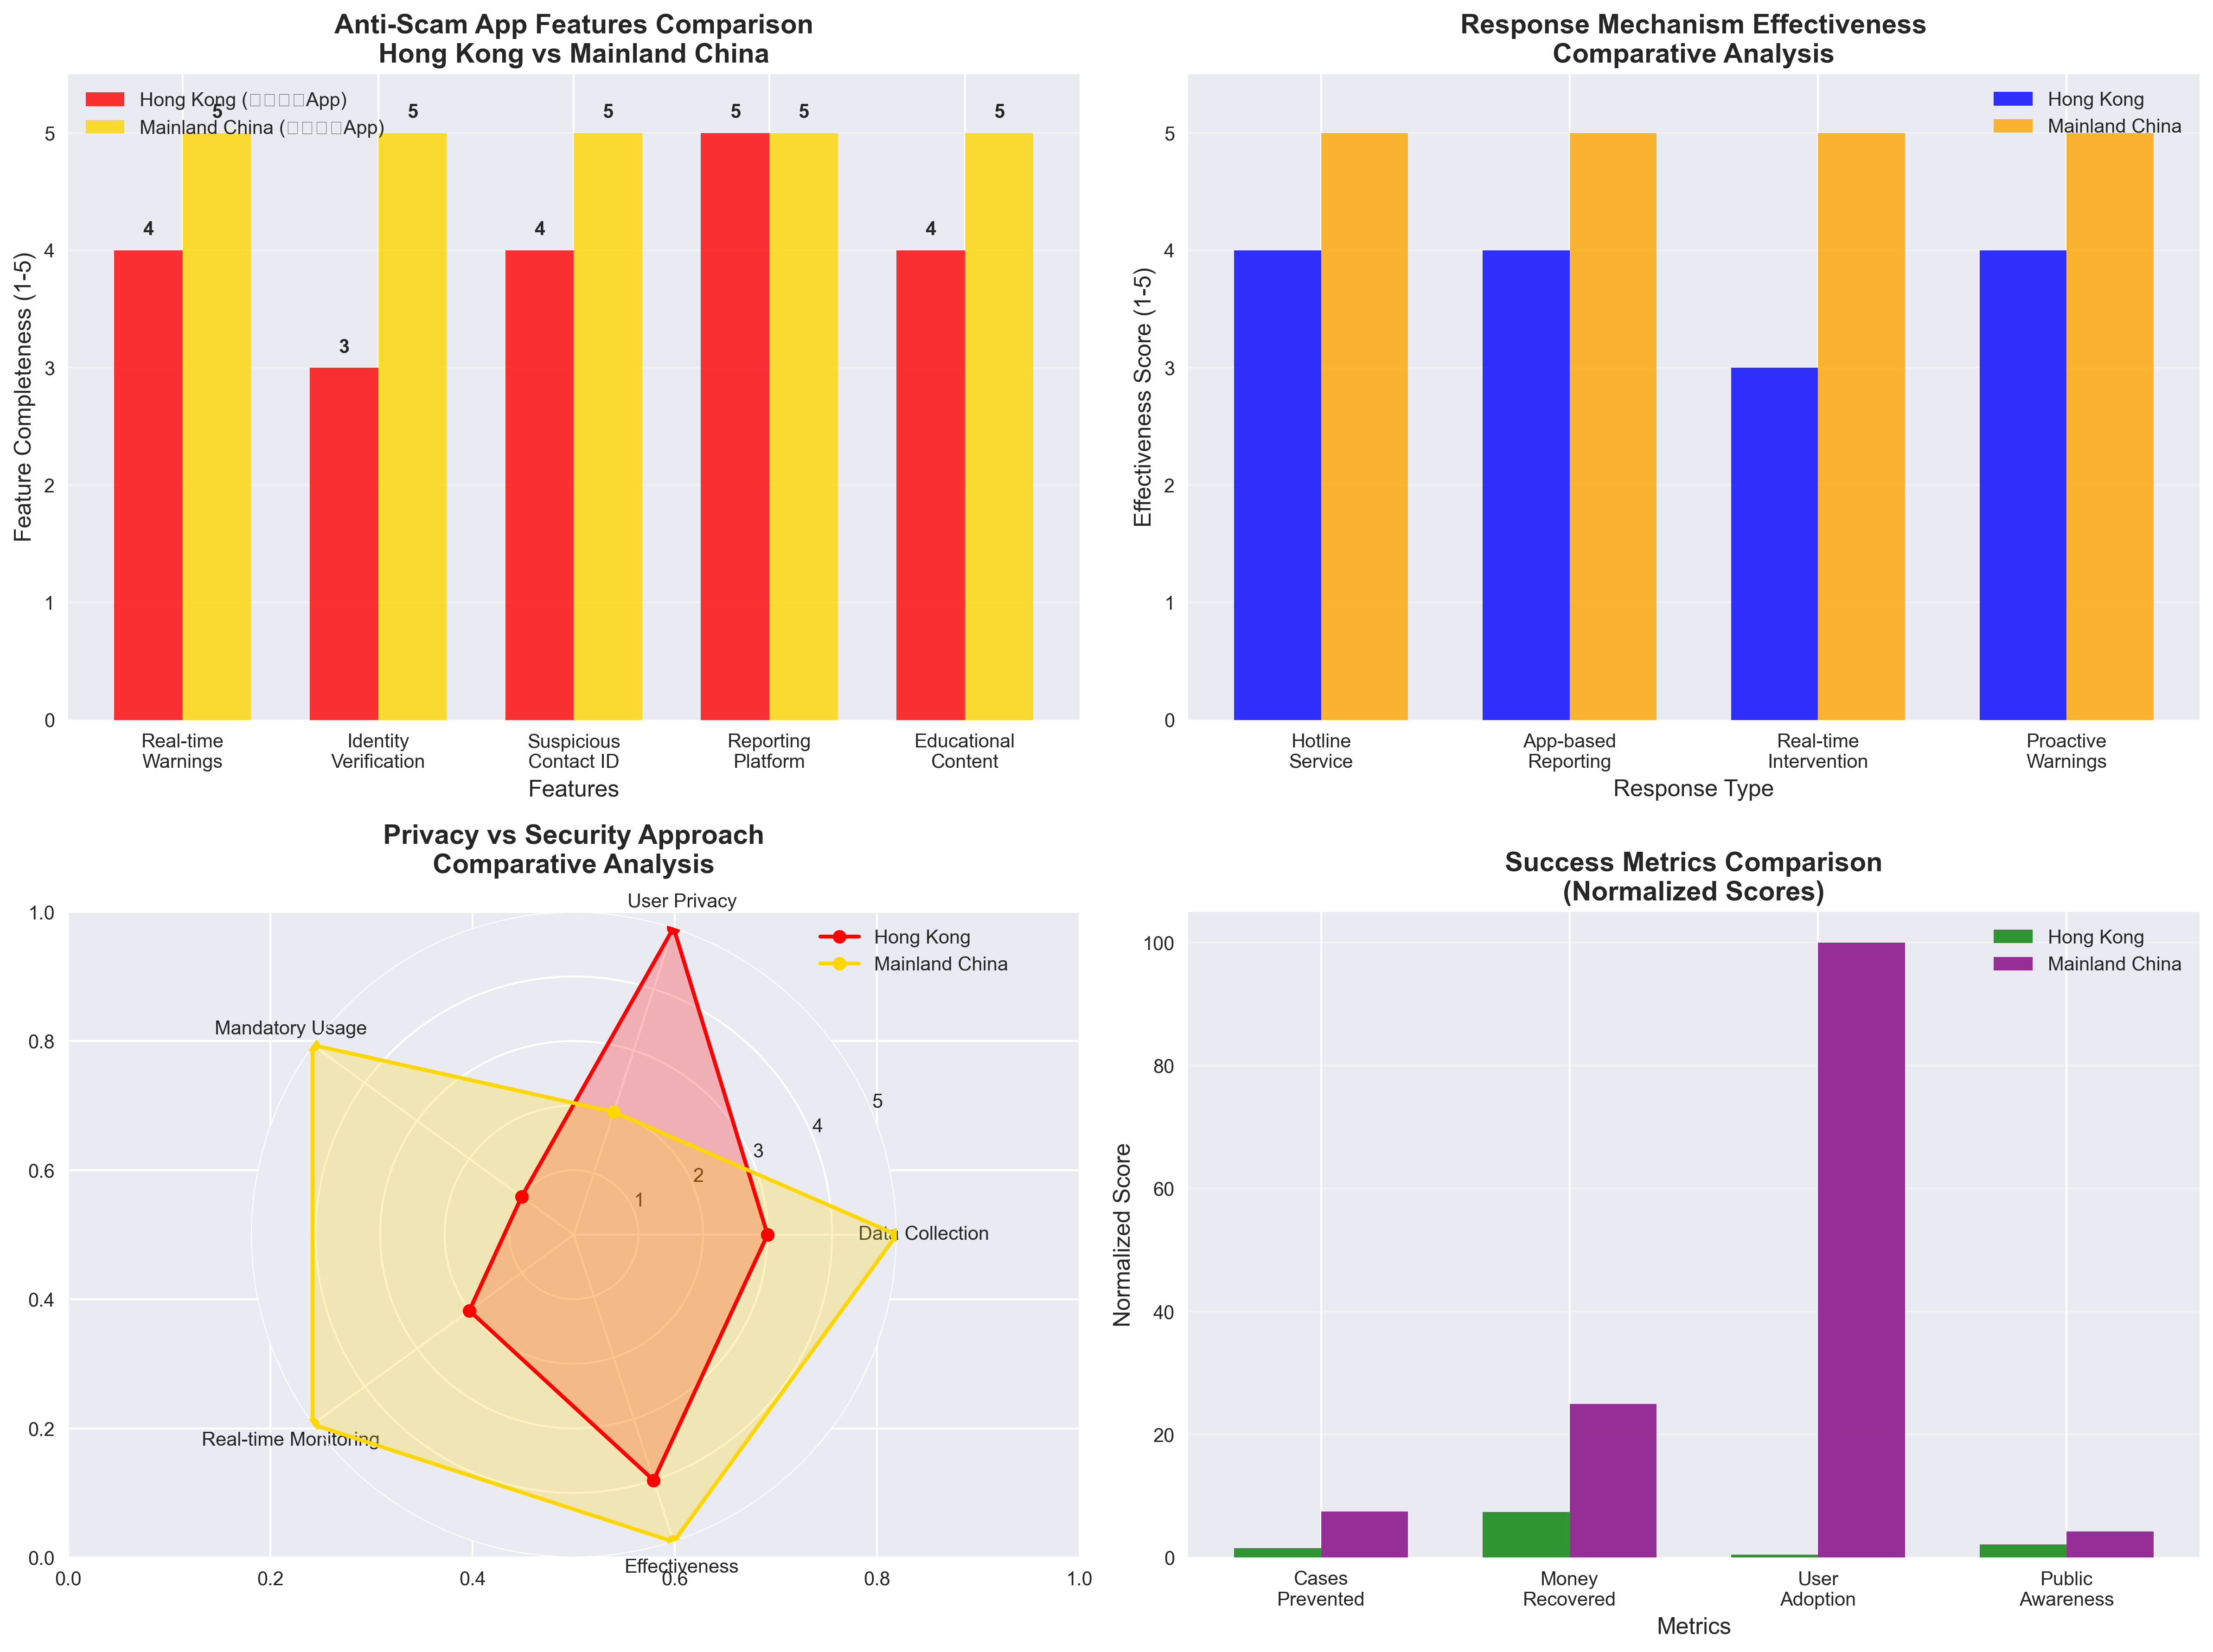 Anti-Scam App Features Comparison
Hong Kong vs Mainland China
Hong Kong (□□□□App)
Mainland China (□□□□App)
Feature Completeness (1-5)
5
4
3
2
1
0
4
5
3
5
4
5
5
5
4
5
Real-time
Warnings
Identity
Verification
Suspicious
Contact ID
Reporting
Platform
Educational
Content
Features
Response Mechanism Effectiveness
Comparative Analysis
Hong Kong
Mainland China
Effectiveness Score (1-5)
5
4
3
2
1
0
Hotline
Service
App-based
Reporting
Real-time
Intervention
Proactive
Warnings
Response Type
Privacy vs Security Approach
Comparative Analysis
Hong Kong
Mainland China
User Privacy
Mandatory Usage
Data Collection
Real-time Monitoring
Effectiveness
5
4
3
2
1
1.0
0.8
0.6
0.4
0.2
0.0
0.0
0.2
0.4
0.6
0.8
1.0
Success Metrics Comparison
(Normalized Scores)
Hong Kong
Mainland China
Normalized Score
100
80
60
40
20
0
Cases
Prevented
Money
Recovered
User
Adoption
Public
Awareness
Metrics